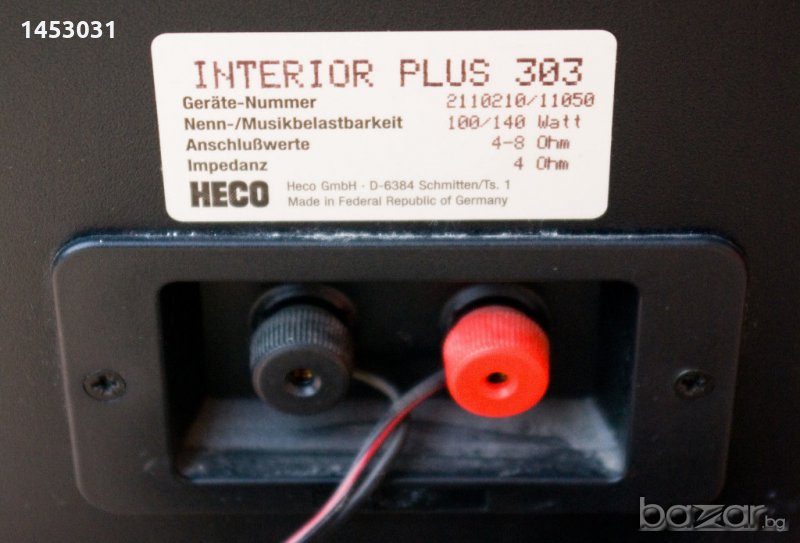 1453031
INTERIOR PLUS 303
Geräte-Nummer 2110210/11050
Nenn-/Musikbelastbarkeit 100/140 Watt
Anschlußwerte 4-8 Ohm
Impedanz 4 Ohm
HECO
Heco GmbH · D-6384 Schmitten/Ts. 1
Made in Federal Republic of Germany
bazar.bg